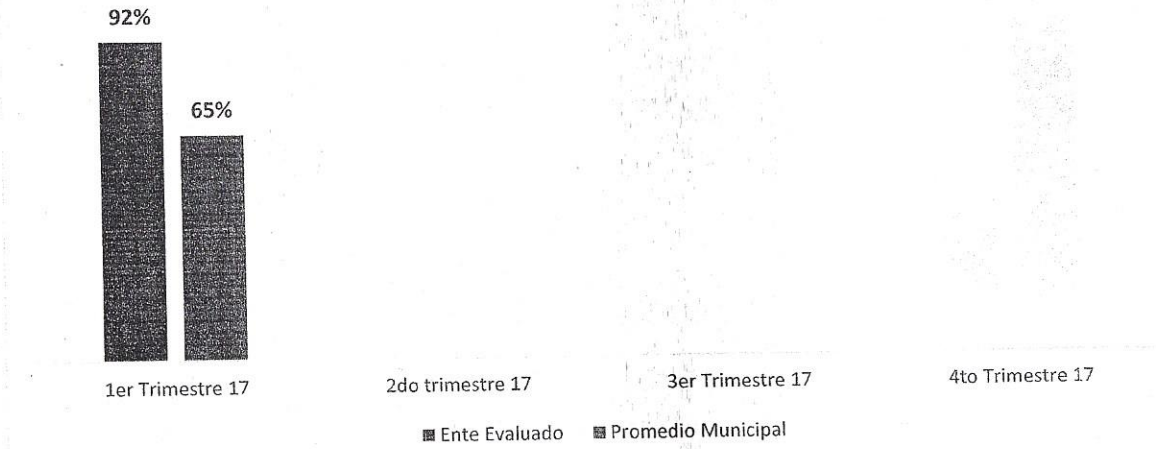 92%
65%
1er Trimestre 17
2do trimestre 17
3er Trimestre 17
4to Trimestre 17
Ente Evaluado
Promedio Municipal